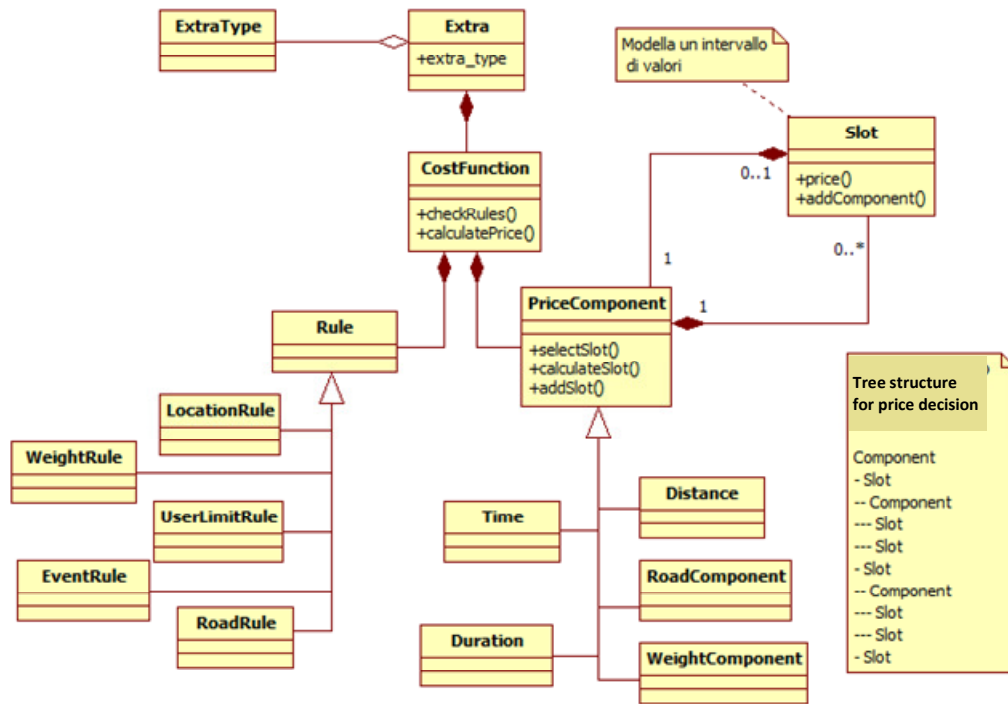 ExtraType
Extra
+extra_type
Modella un intervallo
di valori
Slot
+price()
+addComponent()
CostFunction
+checkRules()
+calculatePrice()
0..1
0..*
1
1
PriceComponent
+selectSlot()
+calculateSlot()
+addSlot()
Rule
LocationRule
WeightRule
UserLimitRule
EventRule
RoadRule
Time
Distance
RoadComponent
Duration
WeightComponent
Tree structure
for price decision
Component
- Slot
-- Component
--- Slot
--- Slot
- Slot
-- Component
--- Slot
--- Slot
- Slot